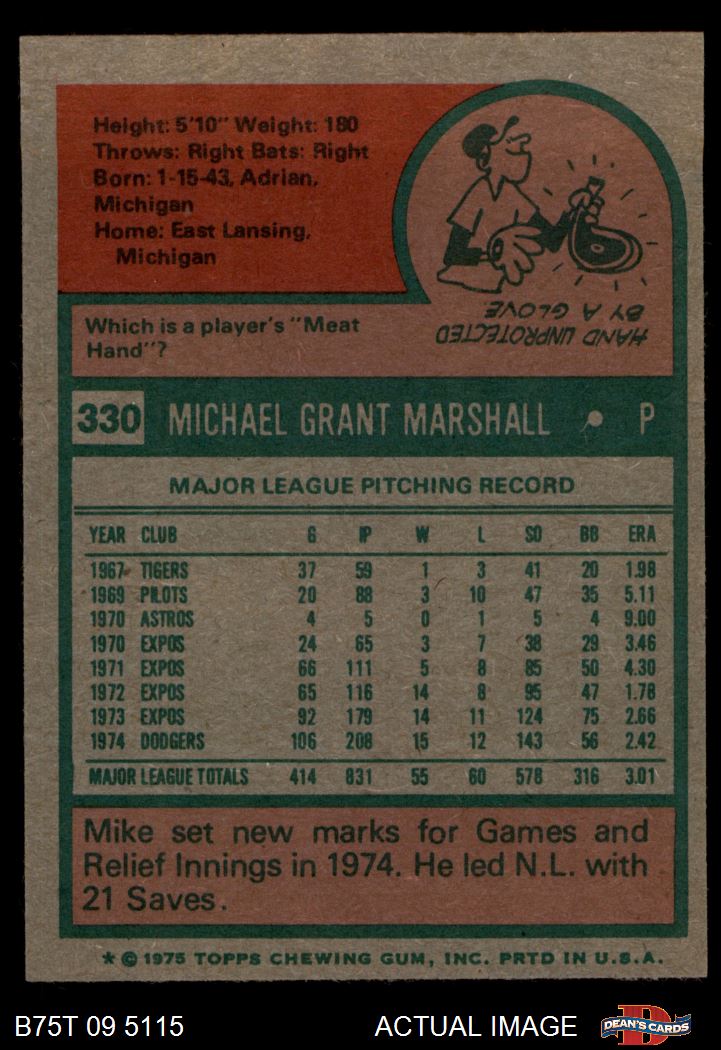 Height: 5'10" Weight: 180
Throws: Right Bats: Right
Born: 1-15-43, Adrian,
Michigan
Home: East Lansing,
Michigan
Which is a player's "Meat
Hand"?
HAND UNPROTECTED
BY A GLOVE
330 MICHAEL GRANT MARSHALL P
MAJOR LEAGUE PITCHING RECORD
YEAR CLUB G IP W L SO BB ERA
1967 TIGERS 37 59 1 3 41 20 1.98
1969 PILOTS 20 88 3 10 47 35 5.11
1970 ASTROS 4 5 0 1 5 4 9.00
1970 EXPOS 24 65 3 7 38 29 3.46
1971 EXPOS 66 111 5 8 85 50 4.30
1972 EXPOS 65 116 14 8 95 47 1.78
1973 EXPOS 92 179 14 11 124 75 2.66
1974 DODGERS 106 208 15 12 143 56 2.42
MAJOR LEAGUE TOTALS 414 831 55 60 578 316 3.01
Mike set new marks for Games and
Relief Innings in 1974. He led N.L. with
21 Saves.
* © 1975 TOPPS CHEWING GUM, INC. PRTD IN U.S.A.
B75T 09 5115 ACTUAL IMAGE DEAN'S CARDS